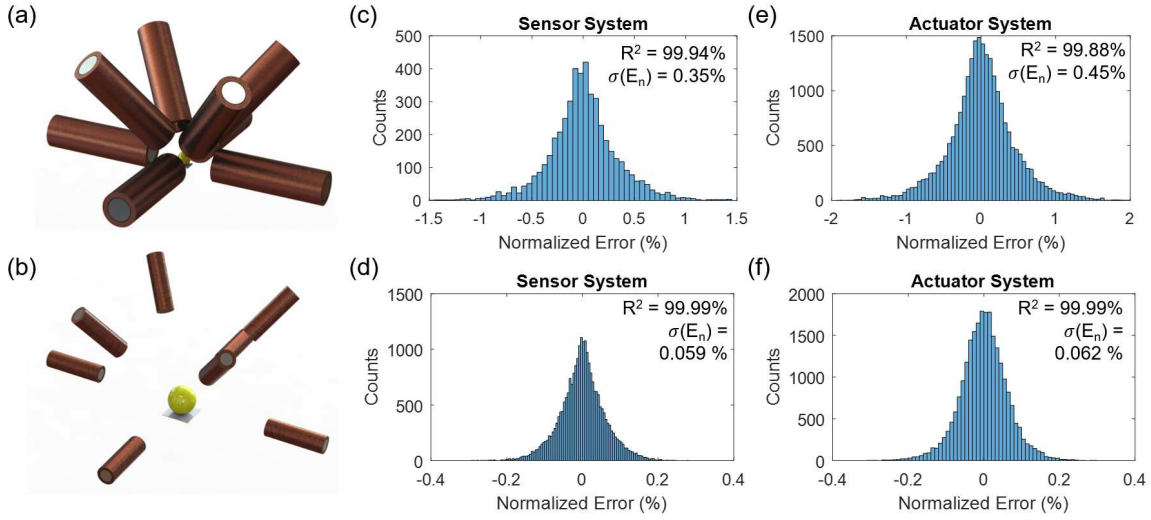 (a)
(b)
(c)
Sensor System
R² = 99.94%
σ(Eₙ) = 0.35%
Counts
500
400
300
200
100
0
-1.5
-1
-0.5
0
0.5
1
1.5
Normalized Error (%)
(e)
Actuator System
R² = 99.88%
σ(Eₙ) = 0.45%
Counts
1500
1000
500
0
-2
-1
0
1
2
Normalized Error (%)
(d)
Sensor System
R² = 99.99%
σ(Eₙ) =
0.059 %
Counts
1500
1000
500
0
-0.4
-0.2
0
0.2
0.4
Normalized Error (%)
(f)
Actuator System
R² = 99.99%
σ(Eₙ) =
0.062 %
Counts
2000
1500
1000
500
0
-0.4
-0.2
0
0.2
0.4
Normalized Error (%)